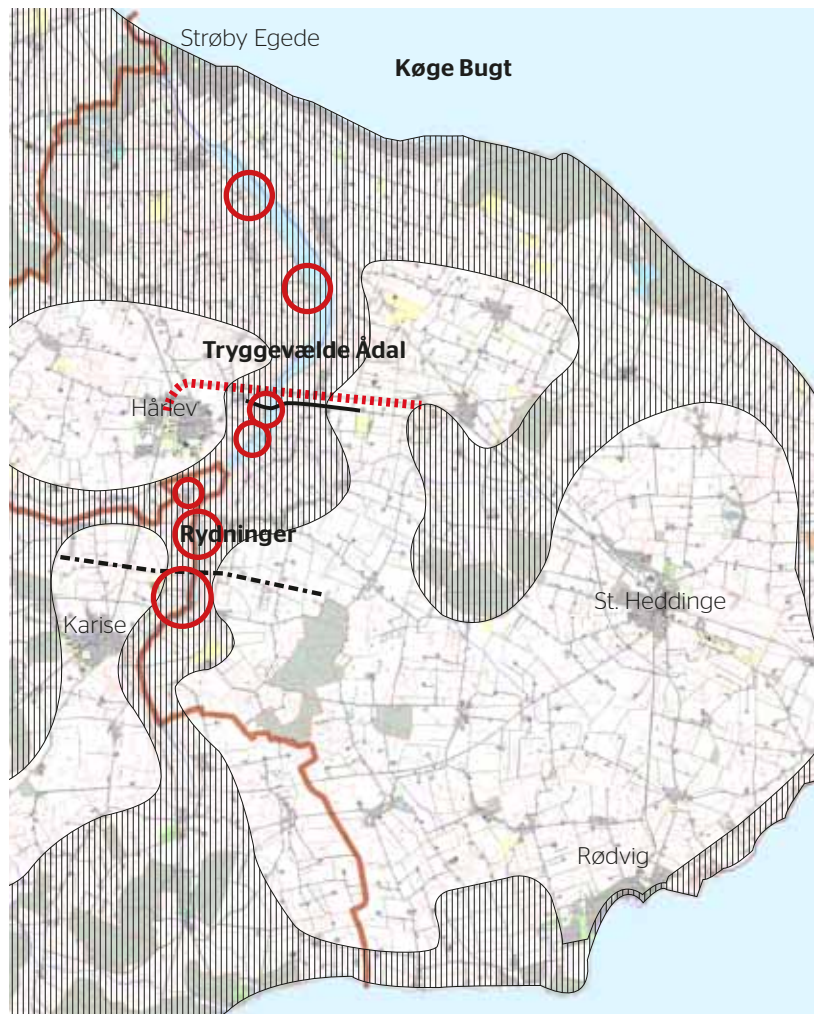 Strøby Egede
Køge Bugt
Tryggevælde Ådal
Hårlev
Rydninger
St. Heddinge
Karise
Rødvig